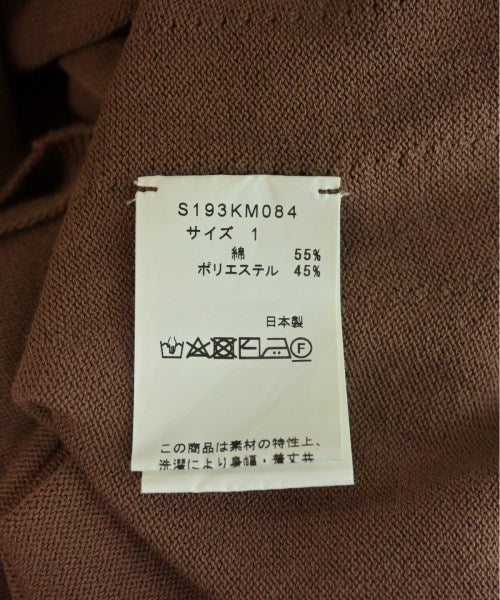 S193KM084
サイズ 1
綿 55%
ポリエステル 45%
日本製
この商品は素材の特性上、
洗濯により身幅・着丈共